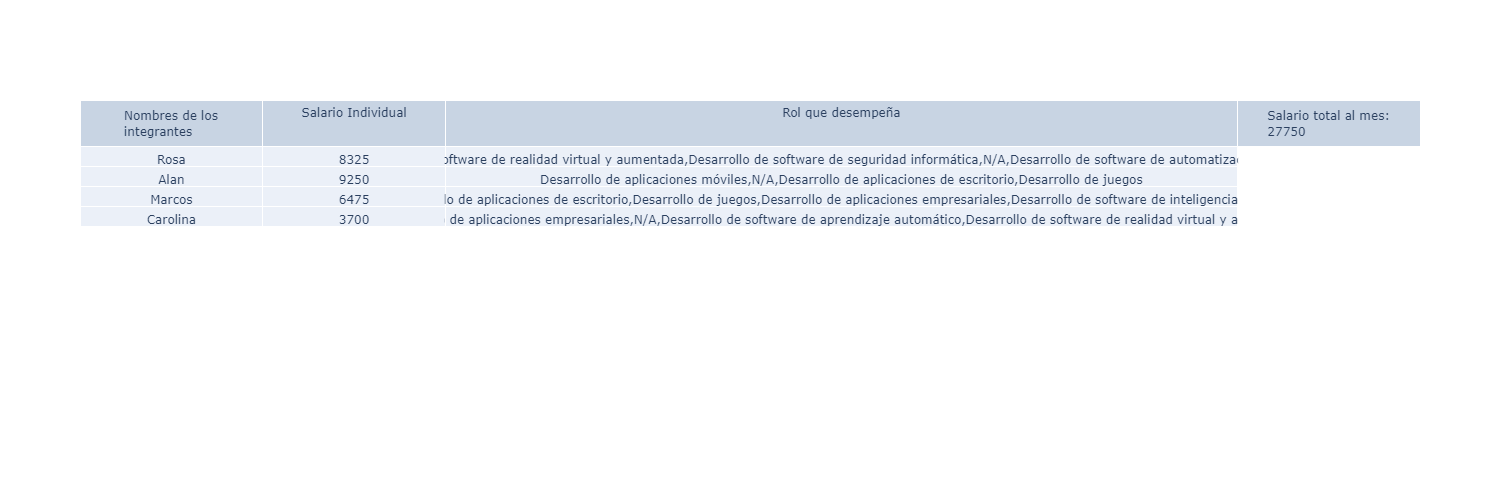 Nombres de los
integrantes
Salario Individual
Rol que desempeña
Salario total al mes:
27750
Rosa 8325 de realidad virtual y aumentada,Desarrollo de software de seguridad informática,N/A,Desarrollo de software de
Alan 9250 Desarrollo de aplicaciones móviles,N/A,Desarrollo de aplicaciones de escritorio,Desarrollo de juegos
Marcos 6475 de aplicaciones de escritorio,Desarrollo de juegos,Desarrollo de aplicaciones empresariales,Desarrollo de software de inteligencia
Carolina 3700 de aplicaciones empresariales,N/A,Desarrollo de software de aprendizaje automático,Desarrollo de software de realidad virtual y